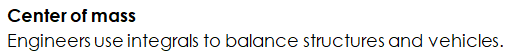 Center of mass
Engineers use integrals to balance structures and vehicles.